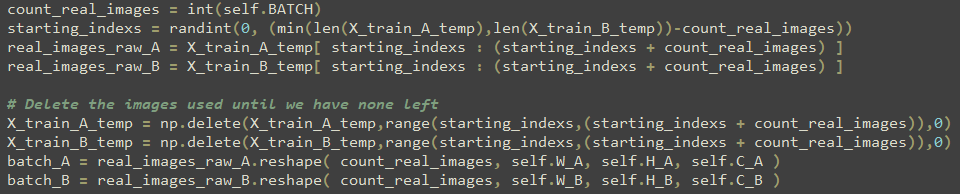 count_real_images = int(self.BATCH)
starting_indexs = randint(0, (min(len(X_train_A_temp),len(X_train_B_temp))-count_real_images))
real_images_raw_A = X_train_A_temp[ starting_indexs : (starting_indexs + count_real_images) ]
real_images_raw_B = X_train_B_temp[ starting_indexs : (starting_indexs + count_real_images) ]
# Delete the images used until we have none left
X_train_A_temp = np.delete(X_train_A_temp,range(starting_indexs,(starting_indexs + count_real_images)),0)
X_train_B_temp = np.delete(X_train_B_temp,range(starting_indexs,(starting_indexs + count_real_images)),0)
batch_A = real_images_raw_A.reshape( count_real_images, self.W_A, self.H_A, self.C_A )
batch_B = real_images_raw_B.reshape( count_real_images, self.W_B, self.H_B, self.C_B )